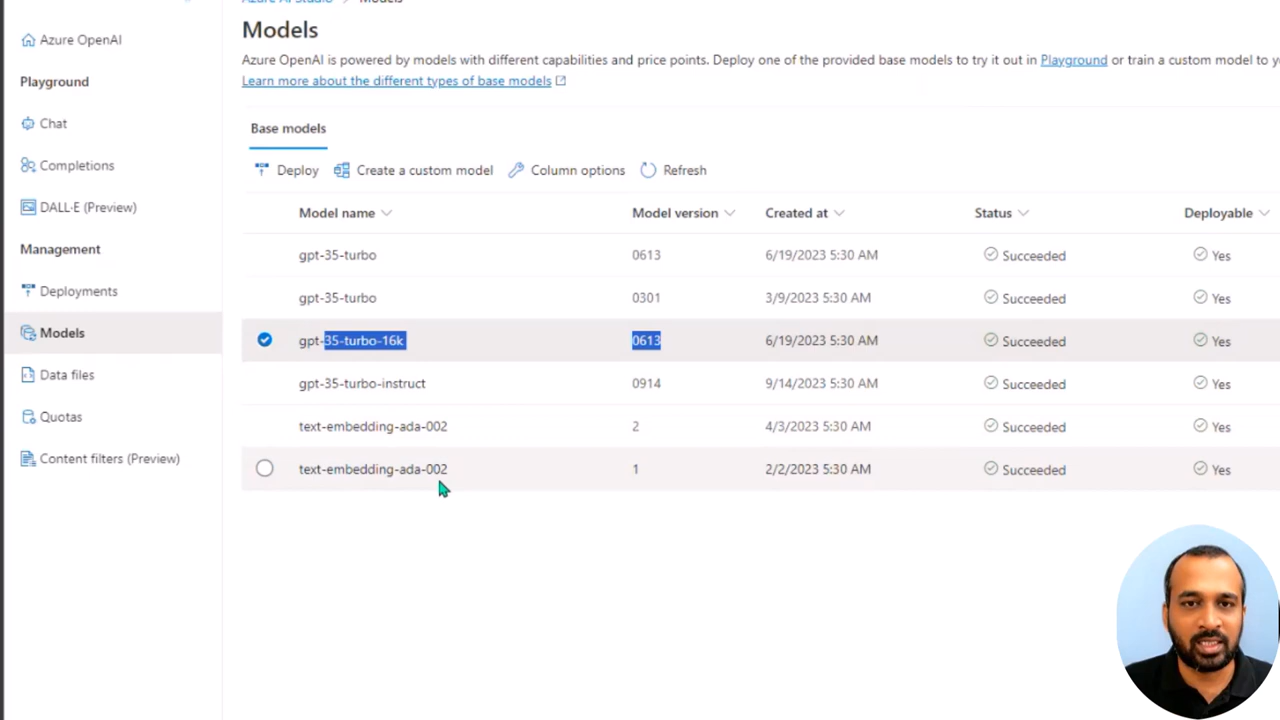 Azure AI Studio > Models
Models
Azure OpenAI is powered by models with different capabilities and price points. Deploy one of the provided base models to try it out in Playground or train a custom model to
Learn more about the different types of base models
Azure OpenAI
Playground
Chat
Completions
DALL·E (Preview)
Management
Deployments
Models
Data files
Quotas
Content filters (Preview)
Base models
Deploy Create a custom model Column options Refresh
Model name Model version Created at Status Deployable
gpt-35-turbo 0613 6/19/2023 5:30 AM Succeeded Yes
gpt-35-turbo 0301 3/9/2023 5:30 AM Succeeded Yes
gpt-35-turbo-16k 0613 6/19/2023 5:30 AM Succeeded Yes
gpt-35-turbo-instruct 0914 9/14/2023 5:30 AM Succeeded Yes
text-embedding-ada-002 2 4/3/2023 5:30 AM Succeeded Yes
text-embedding-ada-002 1 2/2/2023 5:30 AM Succeeded Yes